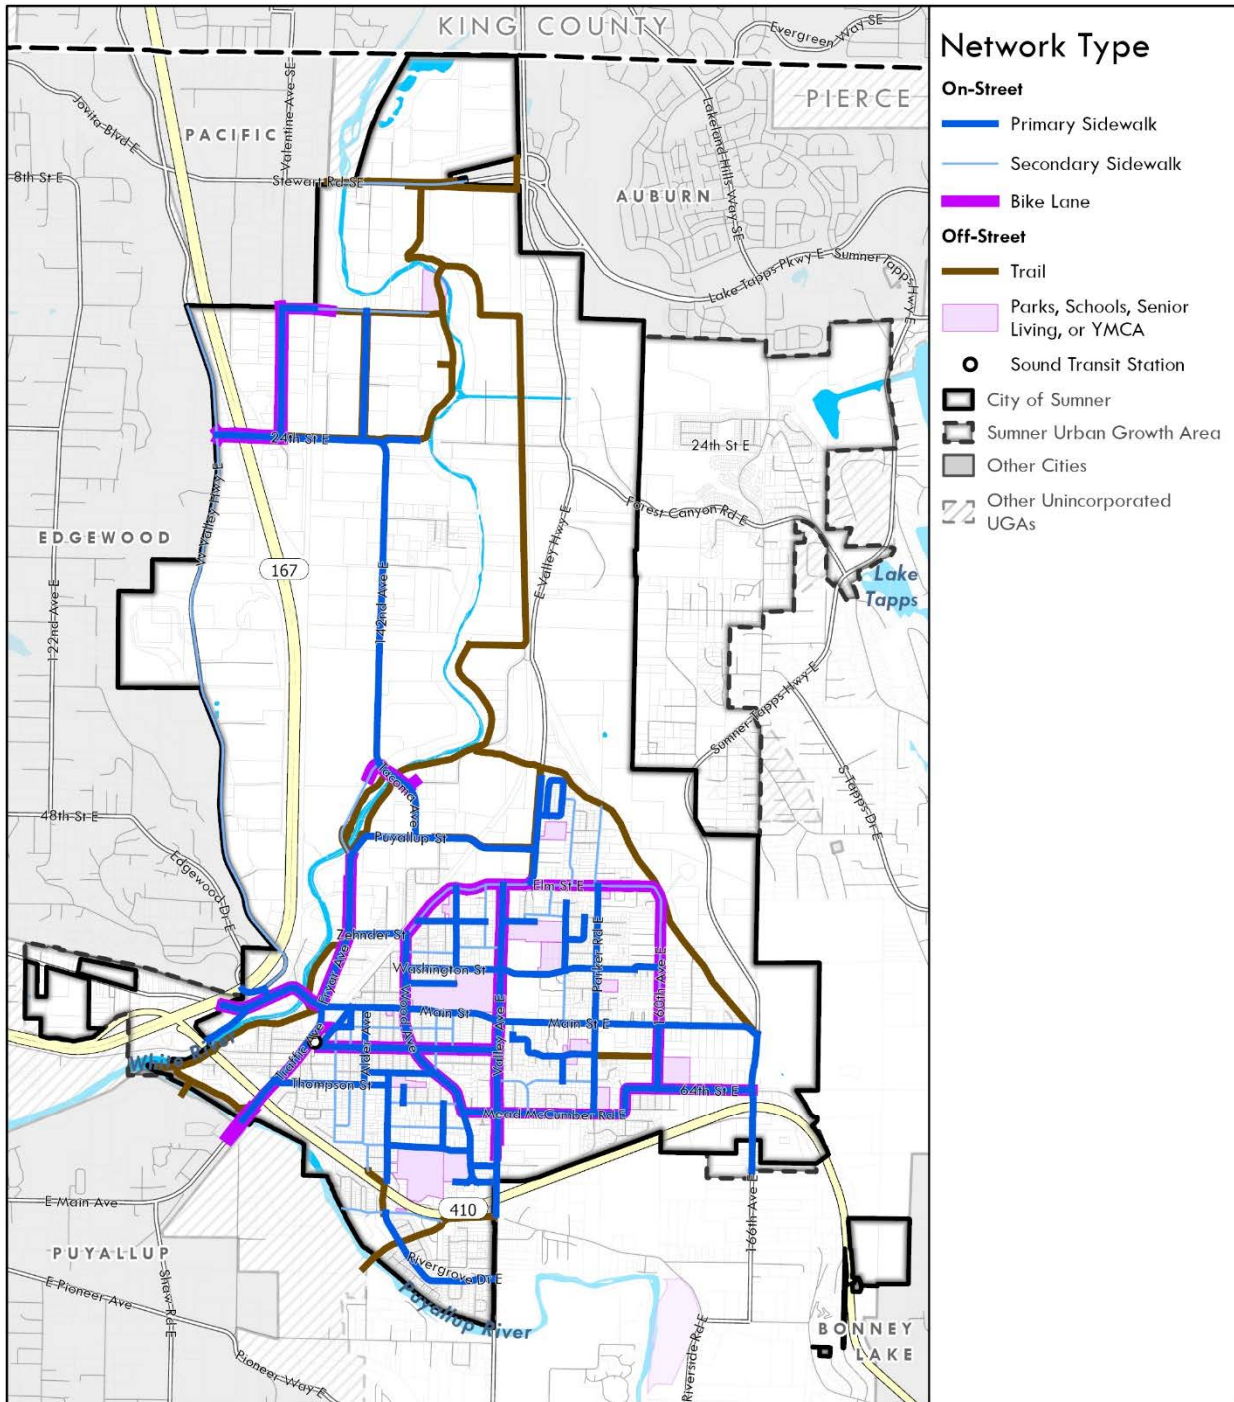 KING COUNTY
Evergreen Way SE
PIERCE
Jovita Blvd E
PACIFIC
Valentine Ave SE
Lakeland Hills Way SE
8th St E
Stewart Rd SE
AUBURN
Lake Tapps Pkwy E
Sumner Tapps Hwy E
24th St E
24th St E
W Valley Hwy E
Forest Canyon Rd E
EDGEWOOD
E Valley Hwy E
167
Lake
Tapps
122nd Ave E
142nd Ave E
Sumner Tapps Hwy E
S Tapps Dr E
Tacoma Ave
48th St E
Puyallup St
Edgewood Dr E
Elm St E
Zehnder St
Parker Rd E
Fryar Ave
Washington St
160th Ave E
Wood Ave
Main St
Main St E
Valley Ave E
Alder Ave
White River
Traffic Ave
Thompson St
64th St E
Mead McCumber Rd E
E Main Ave
410
166th Ave E
PUYALLUP
Rivergrove Dr E
Shaw Rd E
E Pioneer Ave
Puyallup River
Riverside Rd E
BONNEY
LAKE
Pioneer Way E
Network Type
On-Street
Primary Sidewalk
Secondary Sidewalk
Bike Lane
Off-Street
Trail
Parks, Schools, Senior
Living, or YMCA
Sound Transit Station
City of Sumner
Sumner Urban Growth Area
Other Cities
Other Unincorporated
UGAs